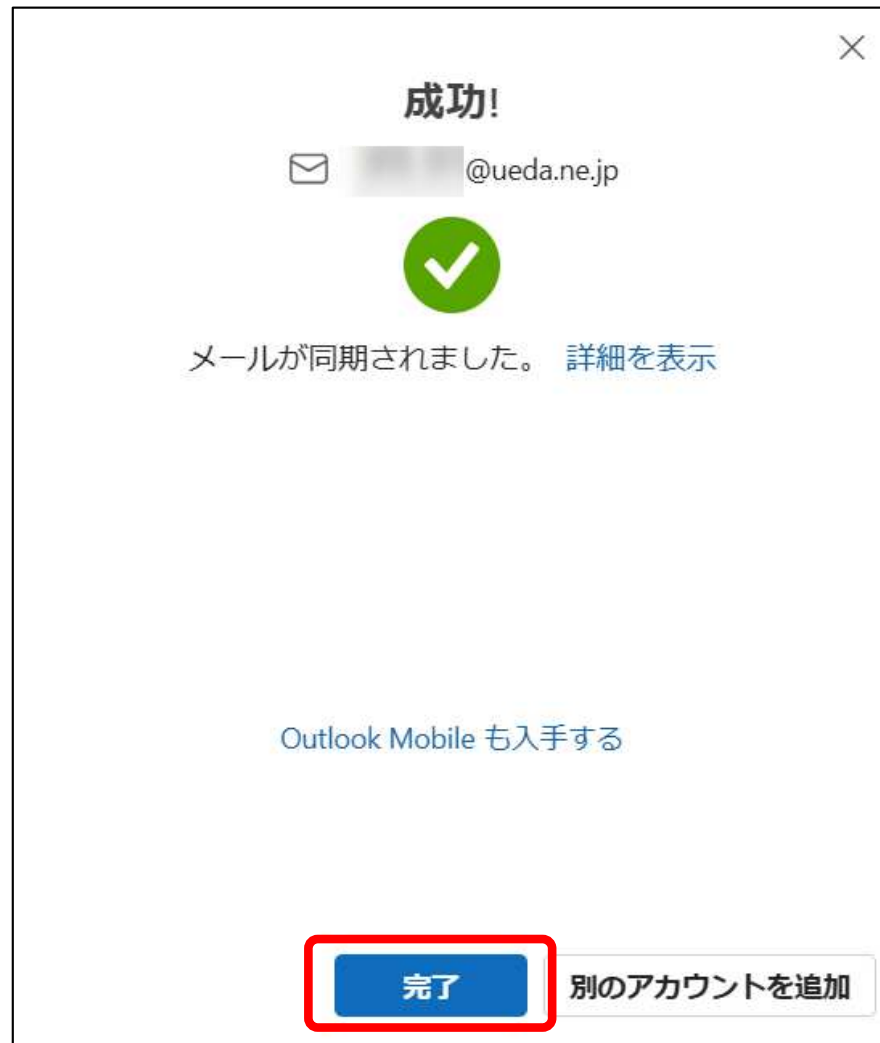 成功!
@ueda.ne.jp
メールが同期されました。 詳細を表示
Outlook Mobile も入手する
完了 別のアカウントを追加